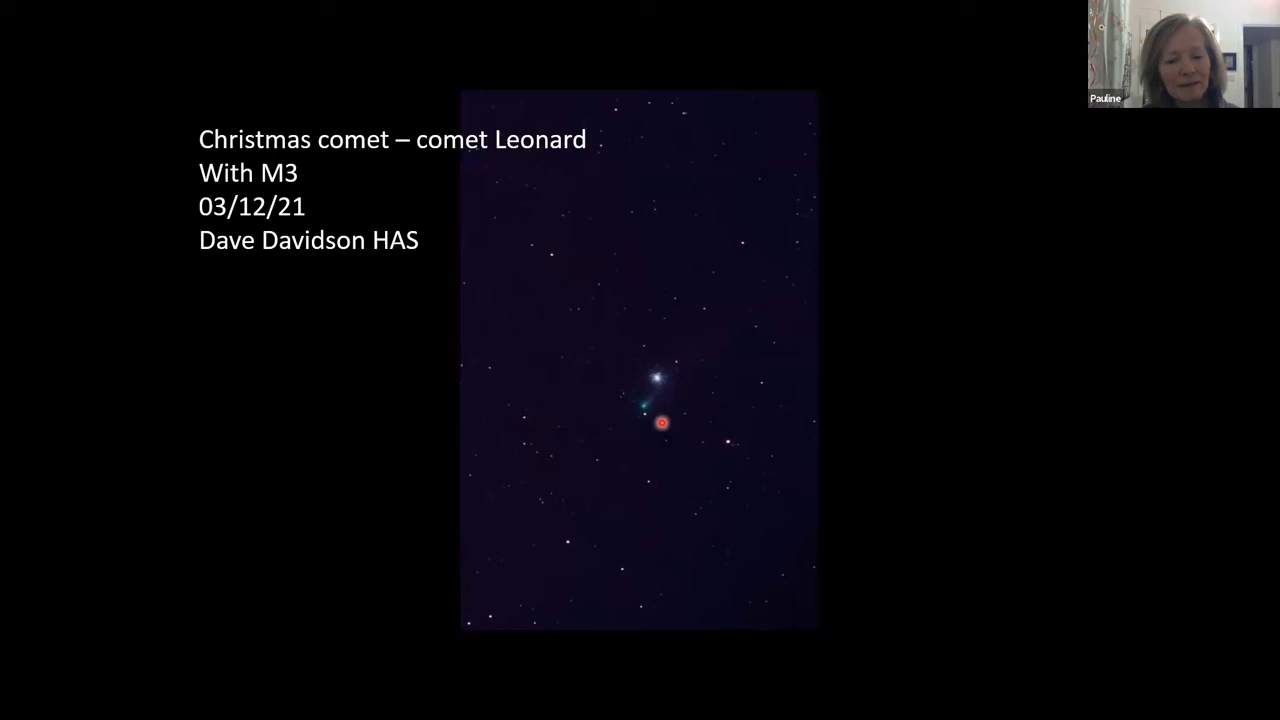 Christmas comet – comet Leonard
With M3
03/12/21
Dave Davidson HAS
Pauline